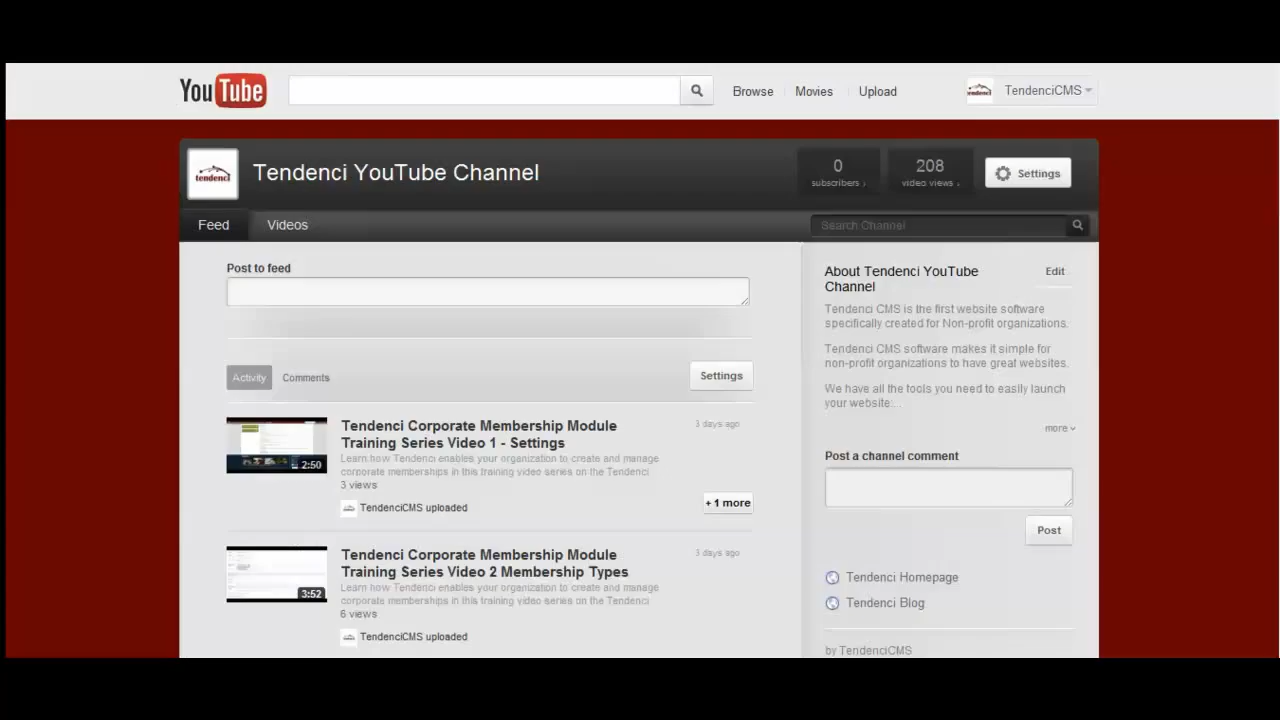 YouTube
Browse
Movies
Upload
TendenciCMS
tendenci
Tendenci YouTube Channel
0
subscribers
208
video views
Settings
Feed
Videos
Search Channel
Post to feed
Activity
Comments
Settings
Tendenci Corporate Membership Module
Training Series Video 1 - Settings
3 days ago
Learn how Tendenci enables your organization to create and manage
corporate memberships in this training video series on the Tendenci
3 views
2:50
TendenciCMS uploaded
+ 1 more
Tendenci Corporate Membership Module
Training Series Video 2 Membership Types
3 days ago
Learn how Tendenci enables your organization to create and manage
corporate memberships in this training video series on the Tendenci
6 views
3:52
TendenciCMS uploaded
About Tendenci YouTube
Channel
Edit
Tendenci CMS is the first website software
specifically created for Non-profit organizations.
Tendenci CMS software makes it simple for
non-profit organizations to have great websites.
We have all the tools you need to easily launch
your website:...
more
Post a channel comment
Post
Tendenci Homepage
Tendenci Blog
by TendenciCMS